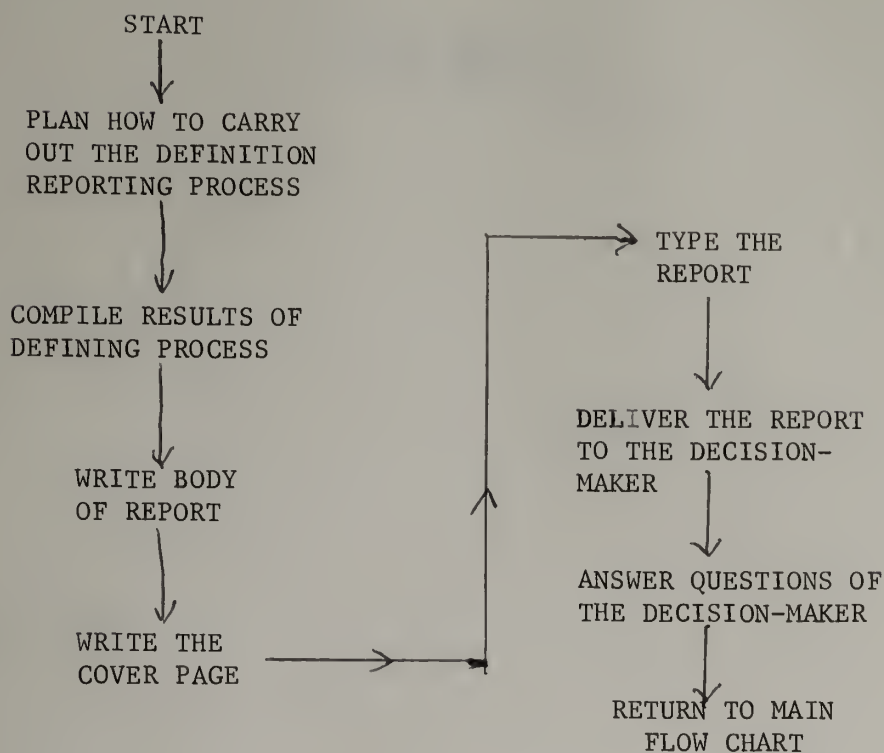 START
PLAN HOW TO CARRY
OUT THE DEFINITION
REPORTING PROCESS
COMPILE RESULTS OF
DEFINING PROCESS
WRITE BODY
OF REPORT
WRITE THE
COVER PAGE
TYPE THE
REPORT
DELIVER THE REPORT
TO THE DECISION-
MAKER
ANSWER QUESTIONS OF
THE DECISION-MAKER
RETURN TO MAIN
FLOW CHART